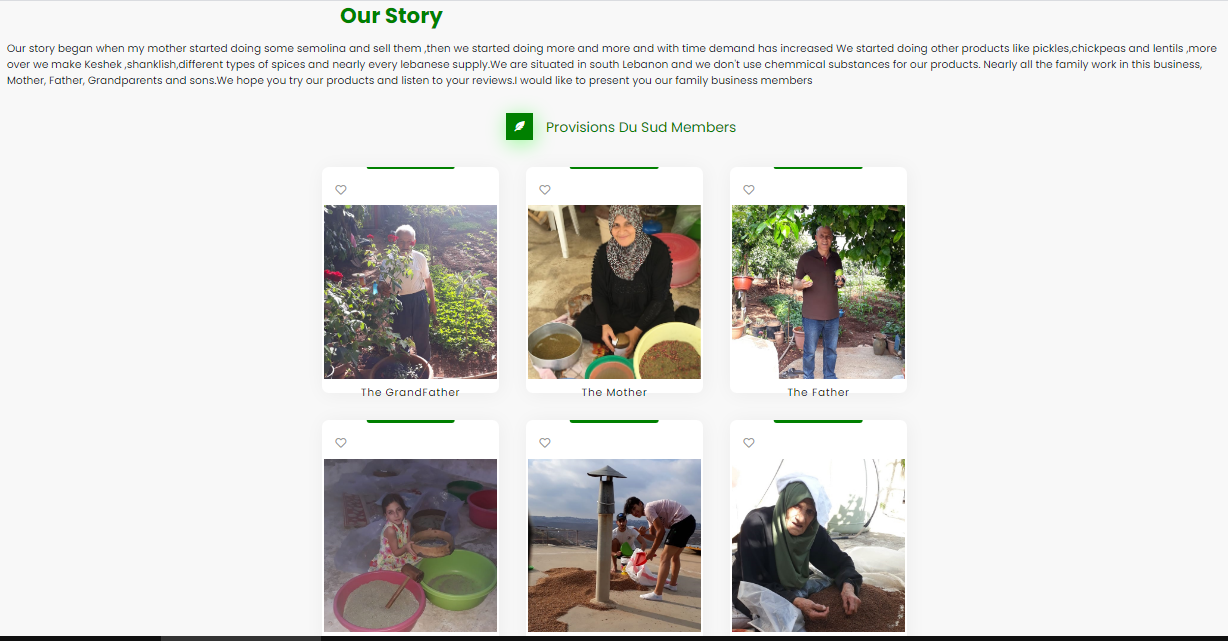 Our Story
Our story began when my mother started doing some semolina and sell them ,then we started doing more and more and with time demand has increased We started doing other products like pickles,chickpeas and lentils ,more
over we make Keshek ,shanklish,different types of spices and nearly every lebanese supply.We are situated in south Lebanon and we don't use chemmical substances for our products. Nearly all the family work in this business,
Mother, Father, Grandparents and sons.We hope you try our products and listen to your reviews.I would like to present you our family business members
Provisions Du Sud Members
The GrandFather
The Mother
The Father